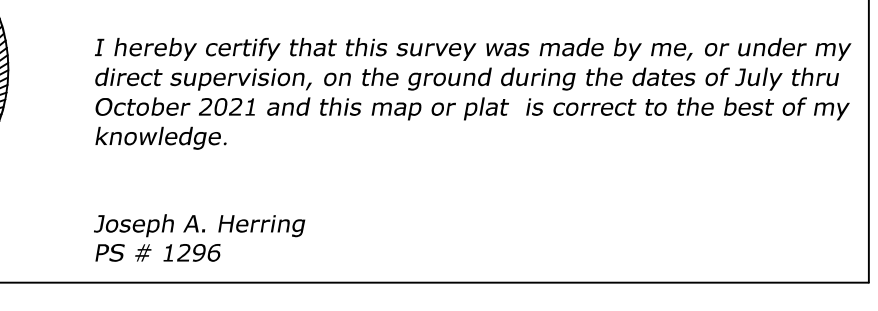 I hereby certify that this survey was made by me, or under my
direct supervision, on the ground during the dates of July thru
October 2021 and this map or plat  is correct to the best of my
knowledge.
Joseph A. Herring
PS # 1296